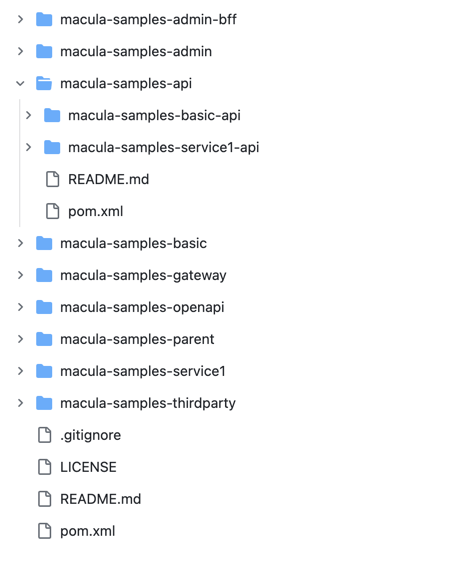 macula-samples-admin-bff
macula-samples-admin
macula-samples-api
macula-samples-basic-api
macula-samples-service1-api
README.md
pom.xml
macula-samples-basic
macula-samples-gateway
macula-samples-openapi
macula-samples-parent
macula-samples-service1
macula-samples-thirdparty
.gitignore
LICENSE
README.md
pom.xml